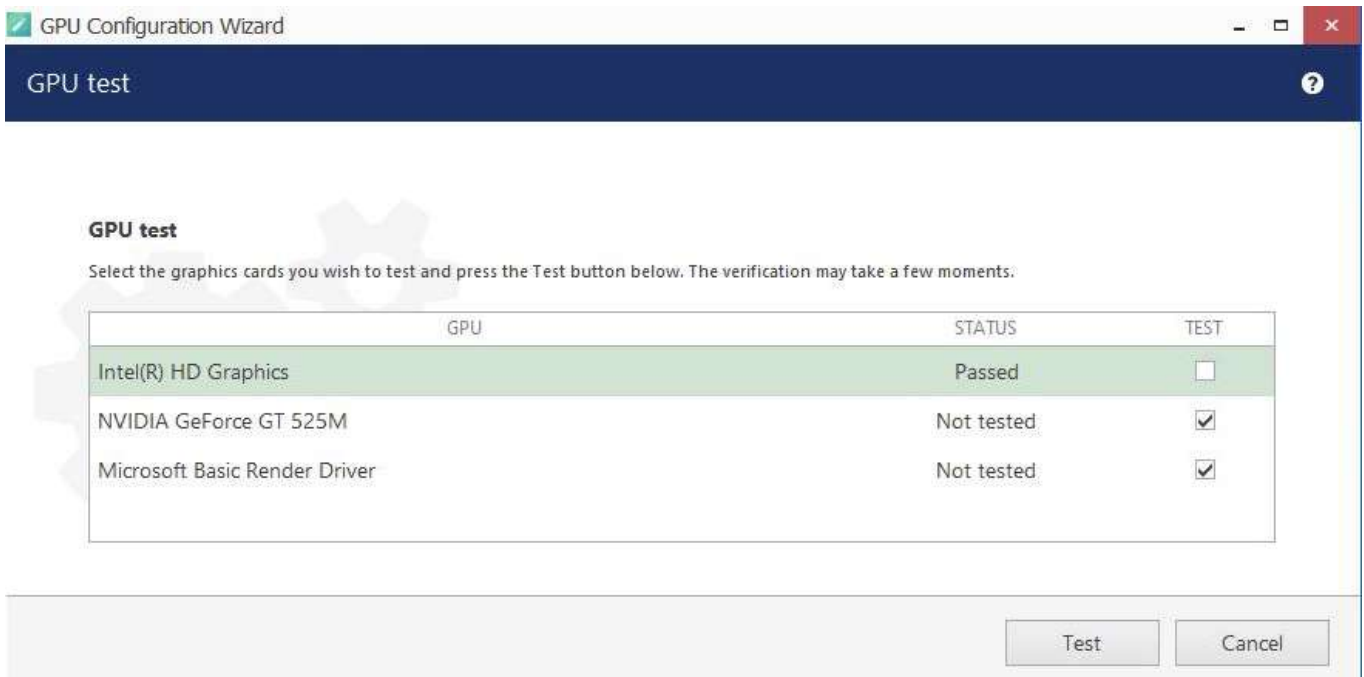 GPU Configuration Wizard
GPU test
?
GPU test
Select the graphics cards you wish to test and press the Test button below. The verification may take a few moments.
GPU STATUS TEST
Intel(R) HD Graphics Passed
NVIDIA GeForce GT 525M Not tested
Microsoft Basic Render Driver Not tested
Test Cancel